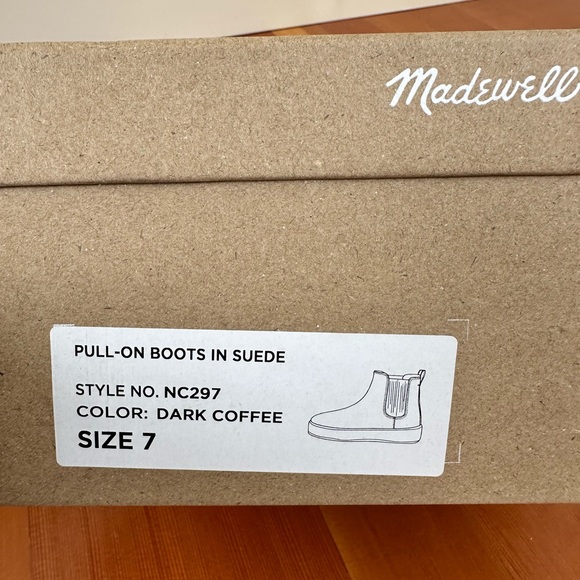 Madewell
PULL-ON BOOTS IN SUEDE
STYLE NO. NC297
COLOR: DARK COFFEE
SIZE 7